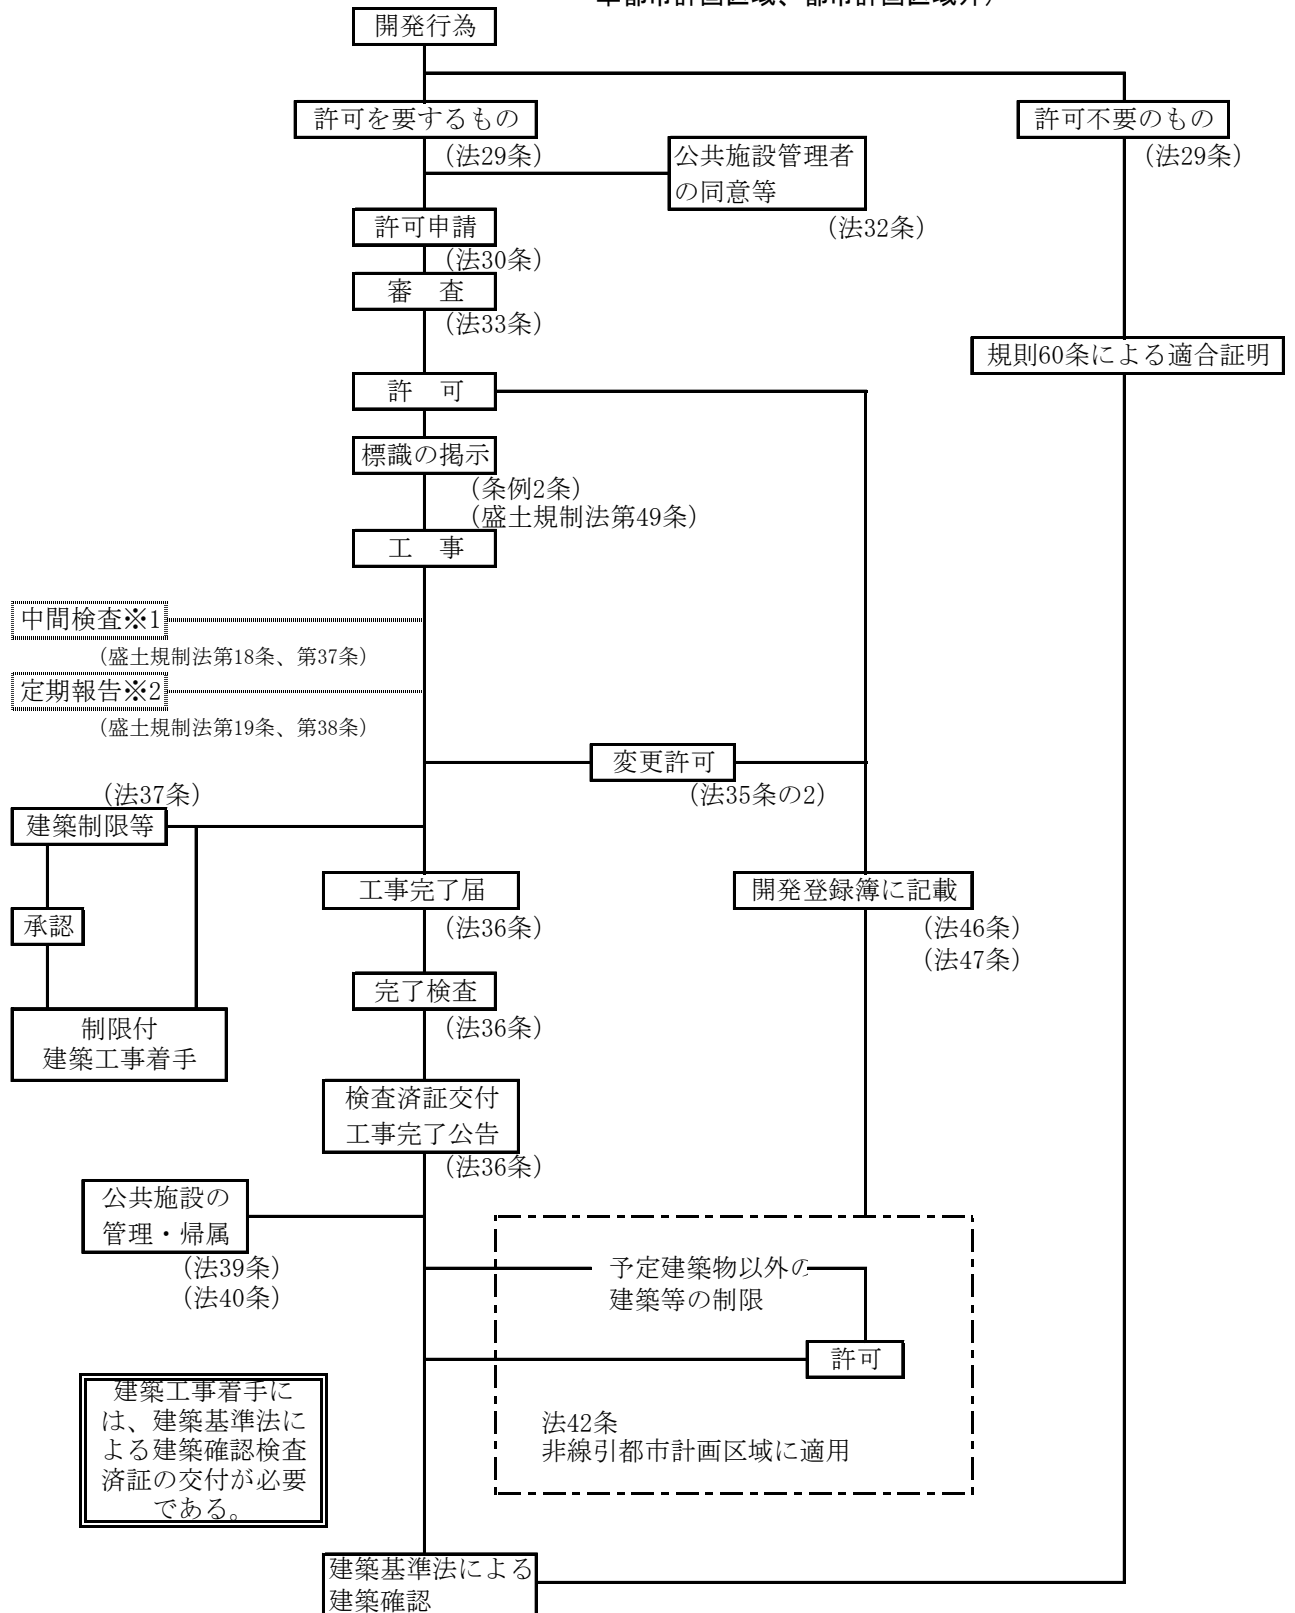 準都市計画区域、都市計画区域外）
開発行為
許可を要するもの
許可不要のもの
(法29条)
公共施設管理者
の同意等
(法29条)
許可申請
(法32条)
(法30条)
審　査
(法33条)
規則60条による適合証明
許　可
標識の掲示
(条例2条)
(盛土規制法第49条)
工　事
中間検査※1
(盛土規制法第18条、第37条)
定期報告※2
(盛土規制法第19条、第38条)
変更許可
(法35条の2)
(法37条)
建築制限等
工事完了届
開発登録簿に記載
承認
(法36条)
(法46条)
(法47条)
完了検査
制限付
建築工事着手
(法36条)
検査済証交付
工事完了公告
(法36条)
公共施設の
管理・帰属
(法39条)
(法40条)
予定建築物以外の
建築等の制限
許可
建築工事着手に
は、建築基準法に
よる建築確認検査
済証の交付が必要
である。
法42条
非線引都市計画区域に適用
建築基準法による
建築確認